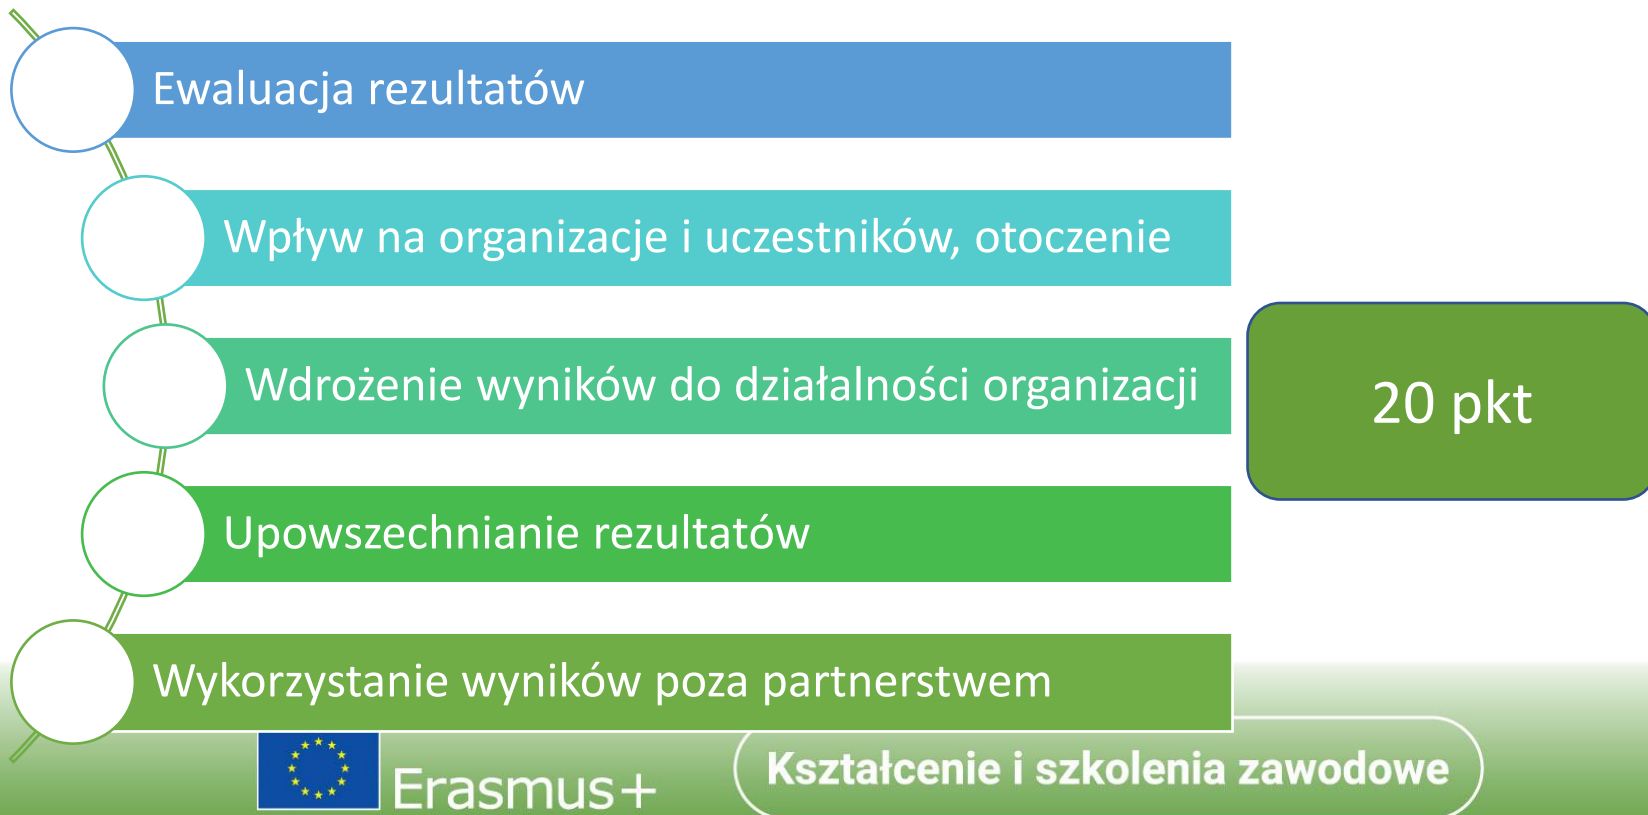 Ewaluacja rezultatów
Wpływ na organizacje i uczestników, otoczenie
Wdrożenie wyników do działalności organizacji
20 pkt
Upowszechnianie rezultatów
Wykorzystanie wyników poza partnerstwem
Erasmus+
Kształcenie i szkolenia zawodowe